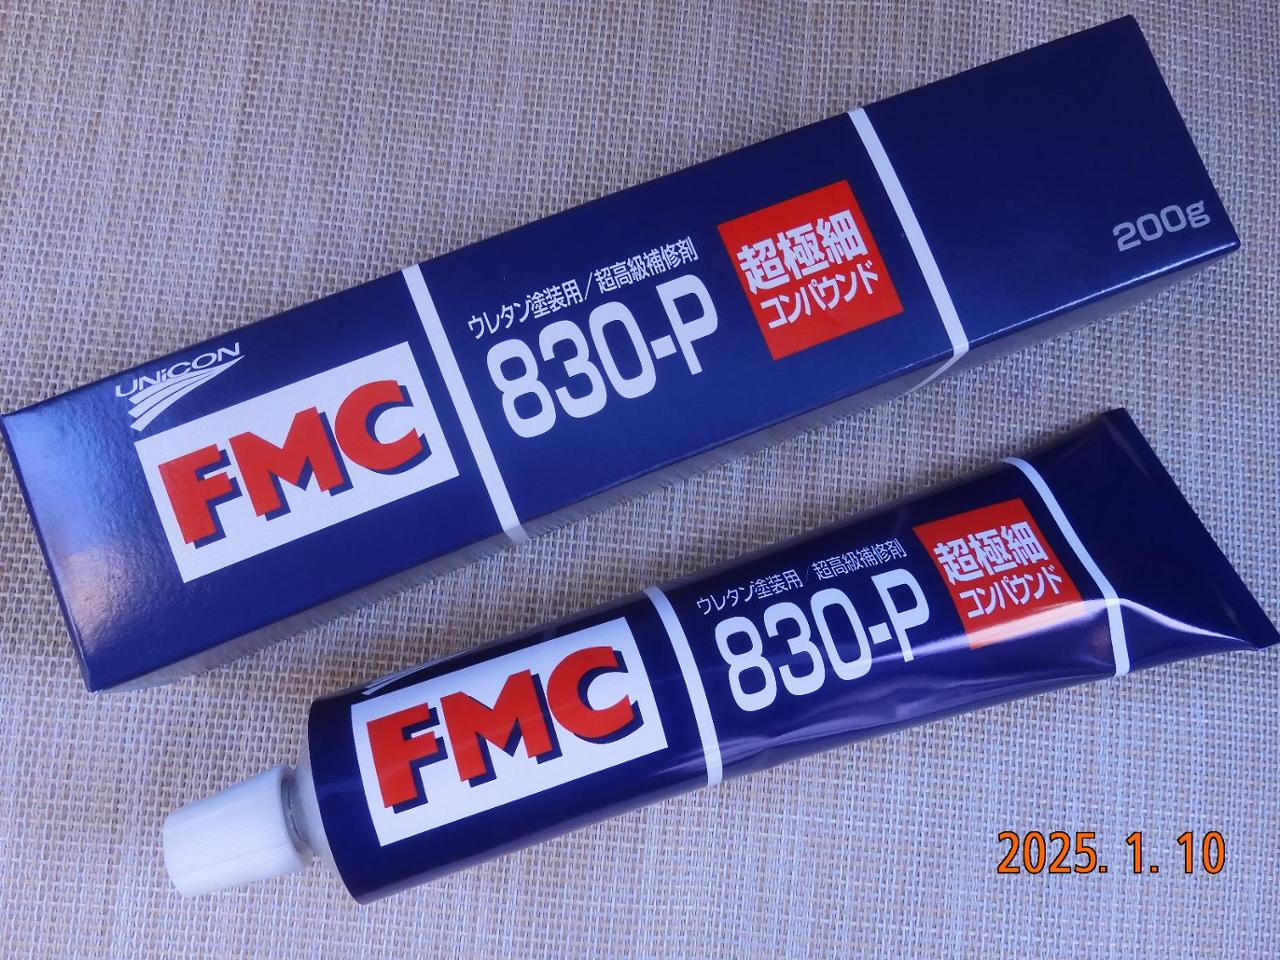 UNiCON
FMC
ウレタン塗装用/超高級補修剤
830-P
超極細
コンパウンド
200g
FMC
ウレタン塗装用/超高級補修剤
830-P
超極細
コンパウンド
2025. 1. 10